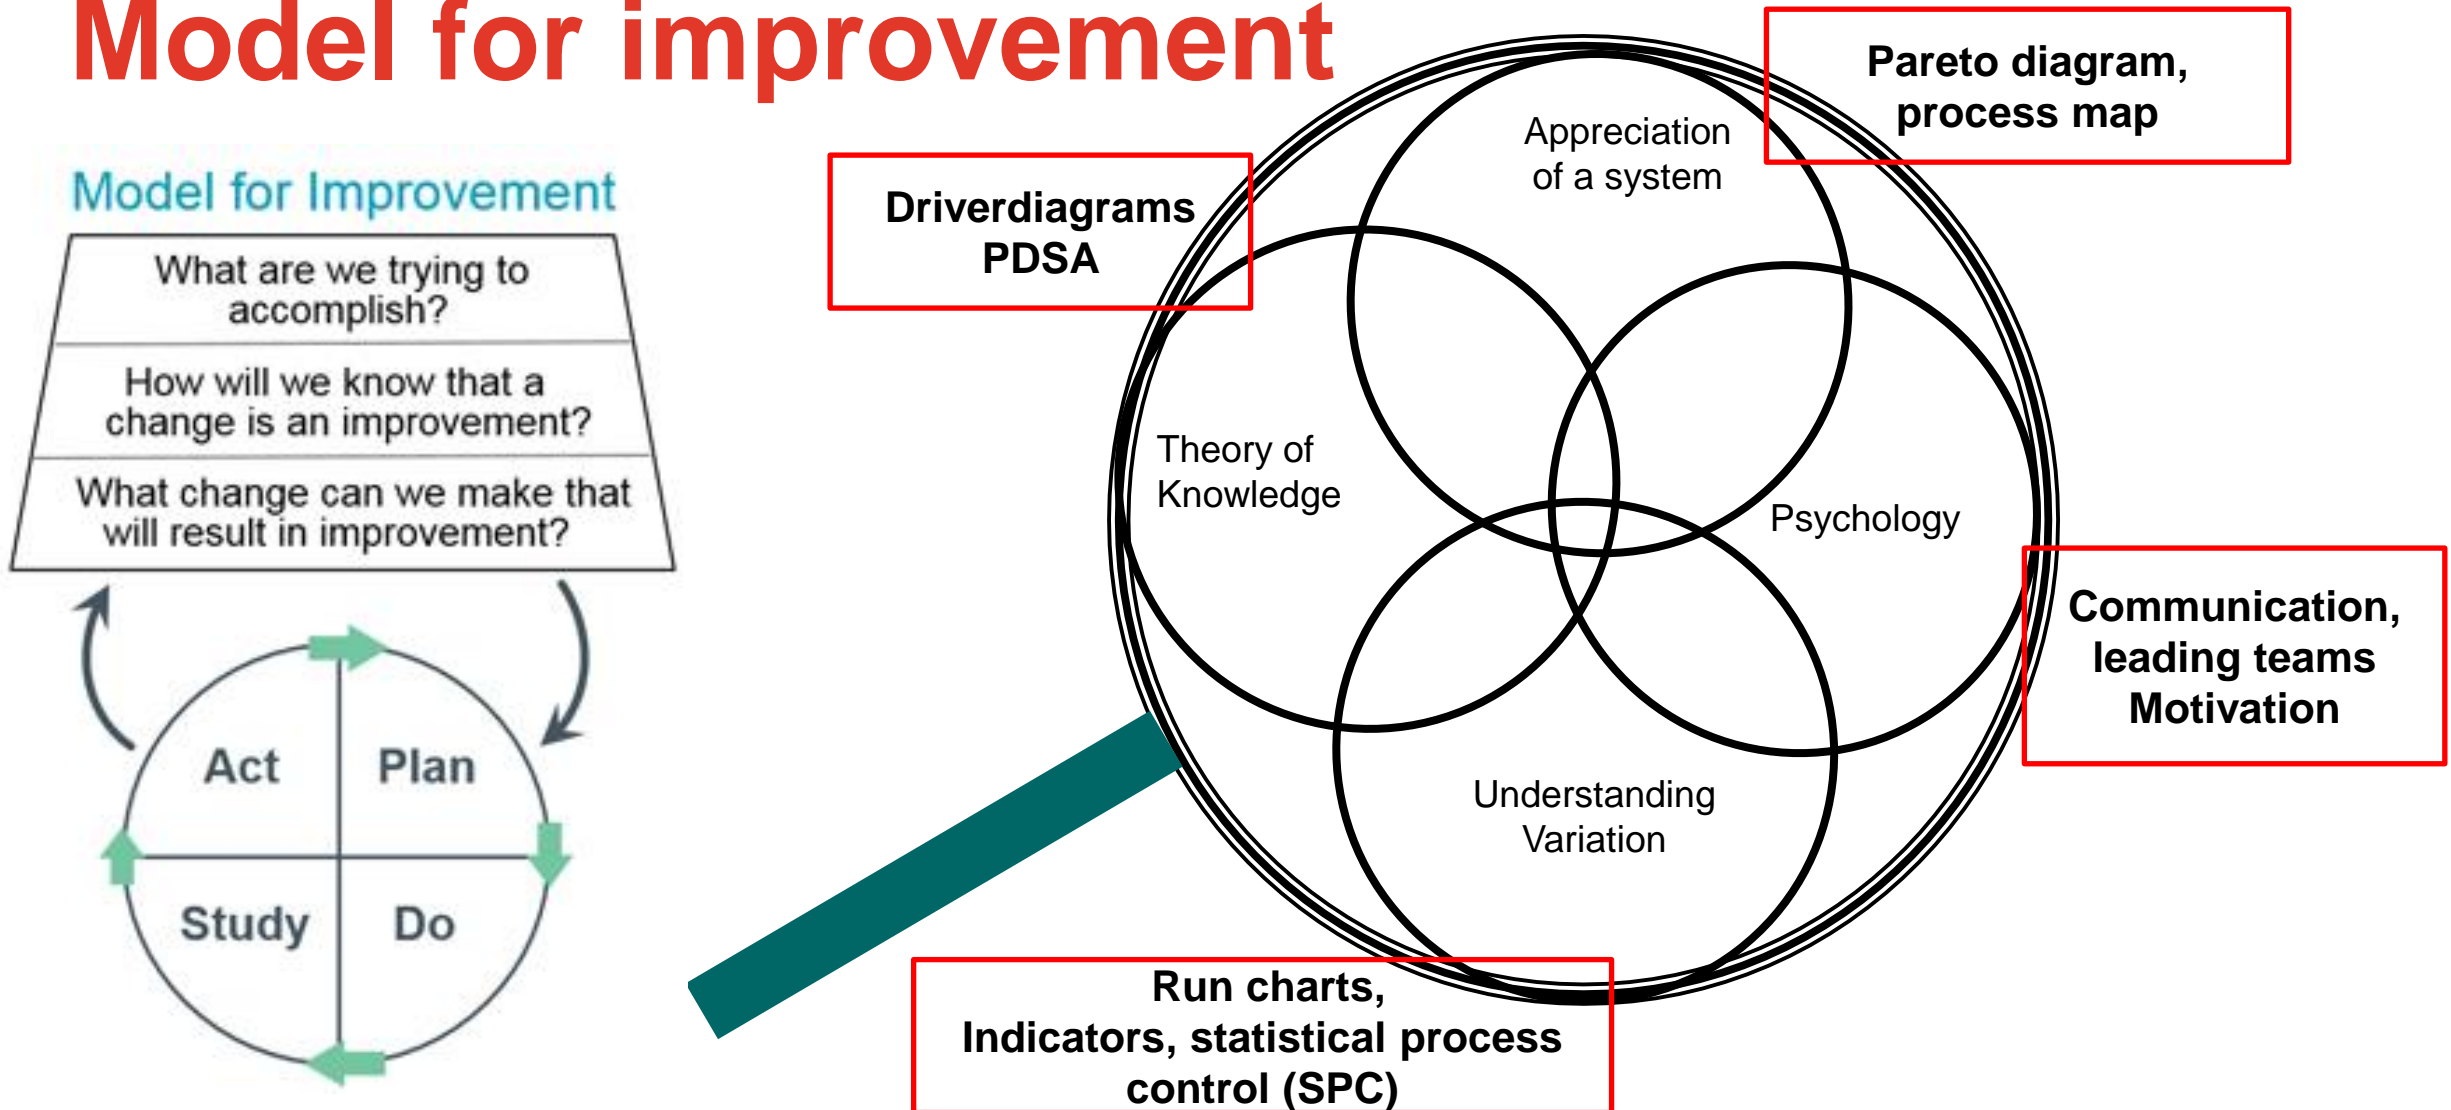 Model for improvement
Model for Improvement
What are we trying to
accomplish?
How will we know that a
change is an improvement?
What change can we make that
will result in improvement?
Act
Plan
Study
Do
Pareto diagram,
process map
Driverdiagrams
PDSA
Appreciation
of a system
Theory of
Knowledge
Psychology
Communication,
leading teams
Motivation
Understanding
Variation
Run charts,
Indicators, statistical process
control (SPC)